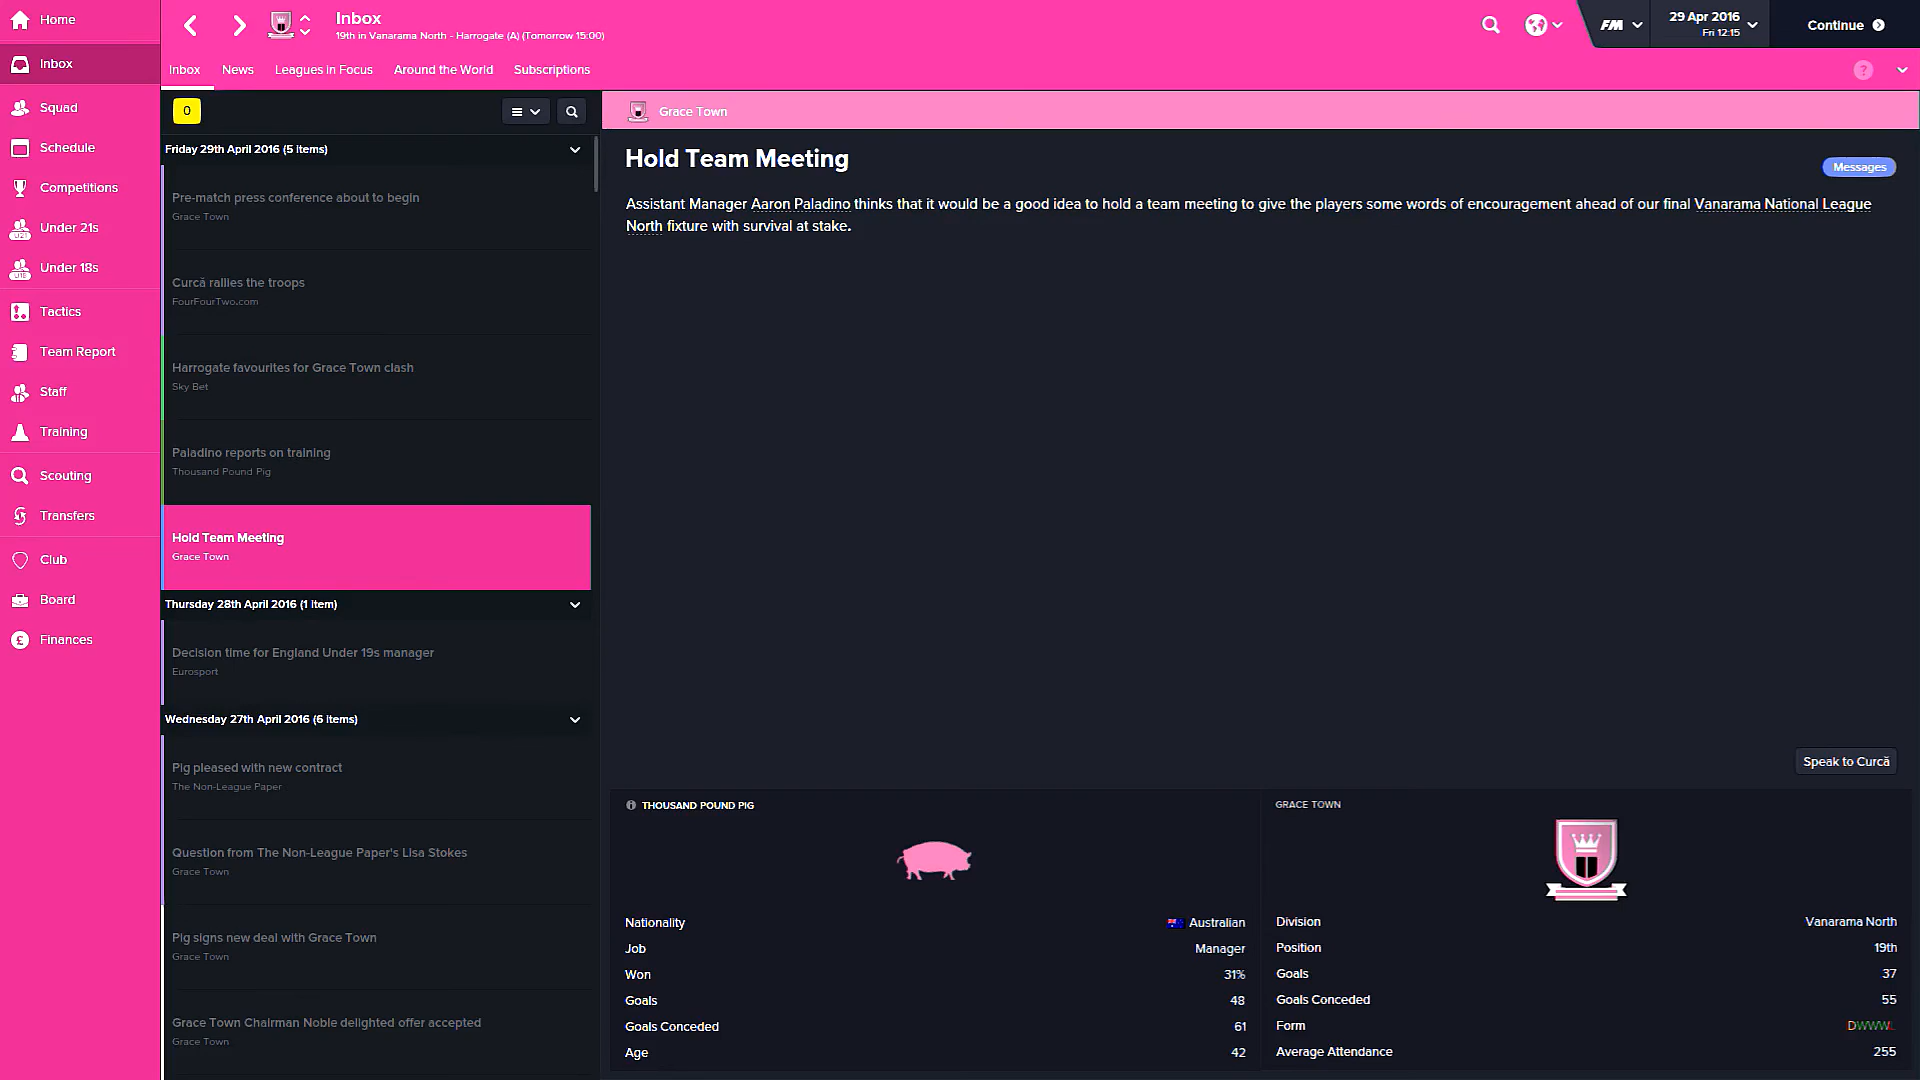 Home
Inbox
Squad
Schedule
Competitions
Under 21s
Under 18s
Tactics
Team Report
Staff
Training
Scouting
Transfers
Club
Board
Finances
Inbox
19th in Vanarama North - Harrogate (A) (Tomorrow 15:00)
FM
29 Apr 2016
Fri 12:15
Continue
Inbox News Leagues In Focus Around the World Subscriptions
?
0
Friday 29th April 2016 (5 Items)
Pre-match press conference about to begin
Grace Town
Curcă rallies the troops
FourFourTwo.com
Harrogate favourites for Grace Town clash
Sky Bet
Paladino reports on training
Thousand Pound Pig
Hold Team Meeting
Grace Town
Thursday 28th April 2016 (1 Item)
Decision time for England Under 19s manager
Eurosport
Wednesday 27th April 2016 (6 Items)
Pig pleased with new contract
The Non-League Paper
Question from The Non-League Paper's Lisa Stokes
Grace Town
Pig signs new deal with Grace Town
Grace Town
Grace Town Chairman Noble delighted offer accepted
Grace Town
Grace Town
Hold Team Meeting
Messages
Assistant Manager Aaron Paladino thinks that it would be a good idea to hold a team meeting to give the players some words of encouragement ahead of our final Vanarama National League
North fixture with survival at stake.
Speak to Curcă
THOUSAND POUND PIG
Nationality Australian
Job Manager
Won 31%
Goals 48
Goals Conceded 61
Age 42
GRACE TOWN
Division Vanarama North
Position 19th
Goals 37
Goals Conceded 55
Form DWWWL
Average Attendance 255